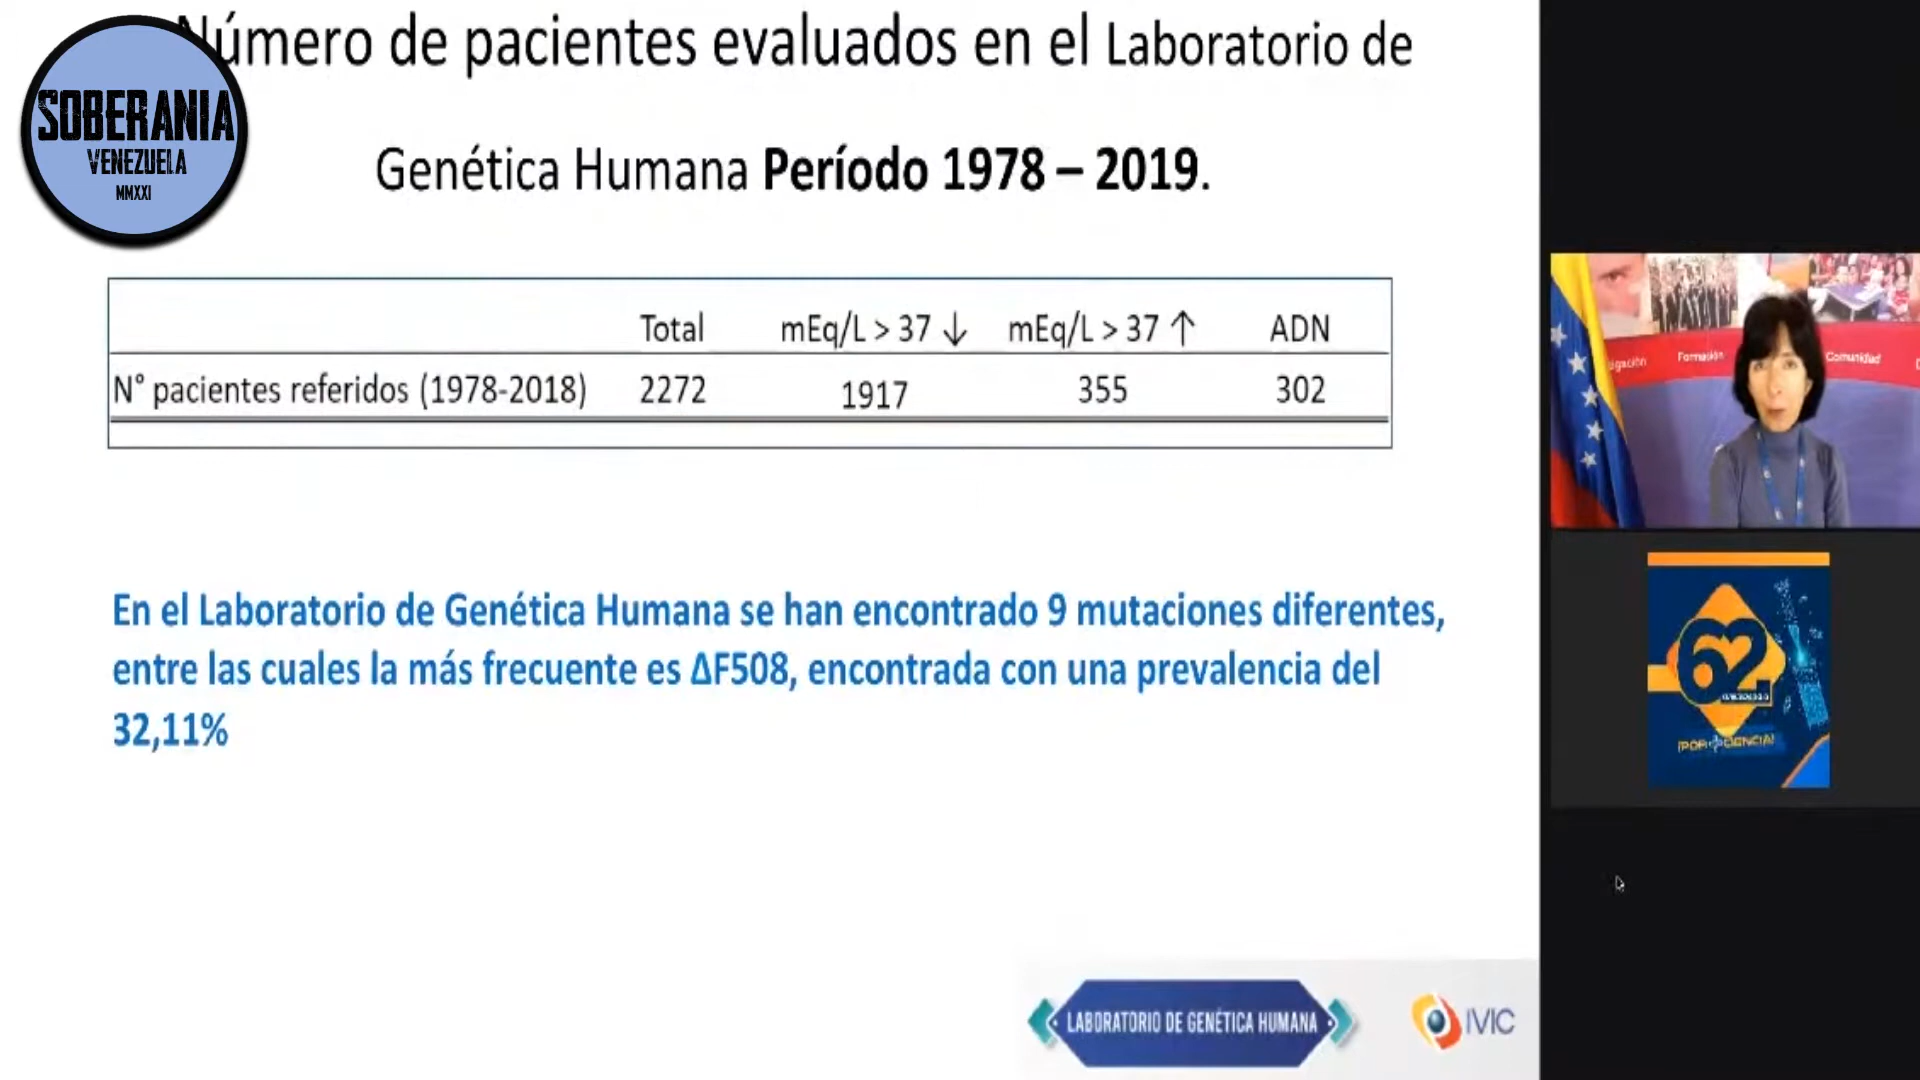 Número de pacientes evaluados en el Laboratorio de
Genética Humana Período 1978 – 2019.
SOBERANIA
VENEZUELA
MMXXI
Total mEq/L > 37 ↓ mEq/L > 37 ↑ ADN
N° pacientes referidos (1978-2018) 2272 1917 355 302
En el Laboratorio de Genética Humana se han encontrado 9 mutaciones diferentes,
entre las cuales la más frecuente es ΔF508, encontrada con una prevalencia del
32,11%
Formación Comunidad
62
¡POR CIENCIA!
LABORATORIO DE GENÉTICA HUMANA
IVIC